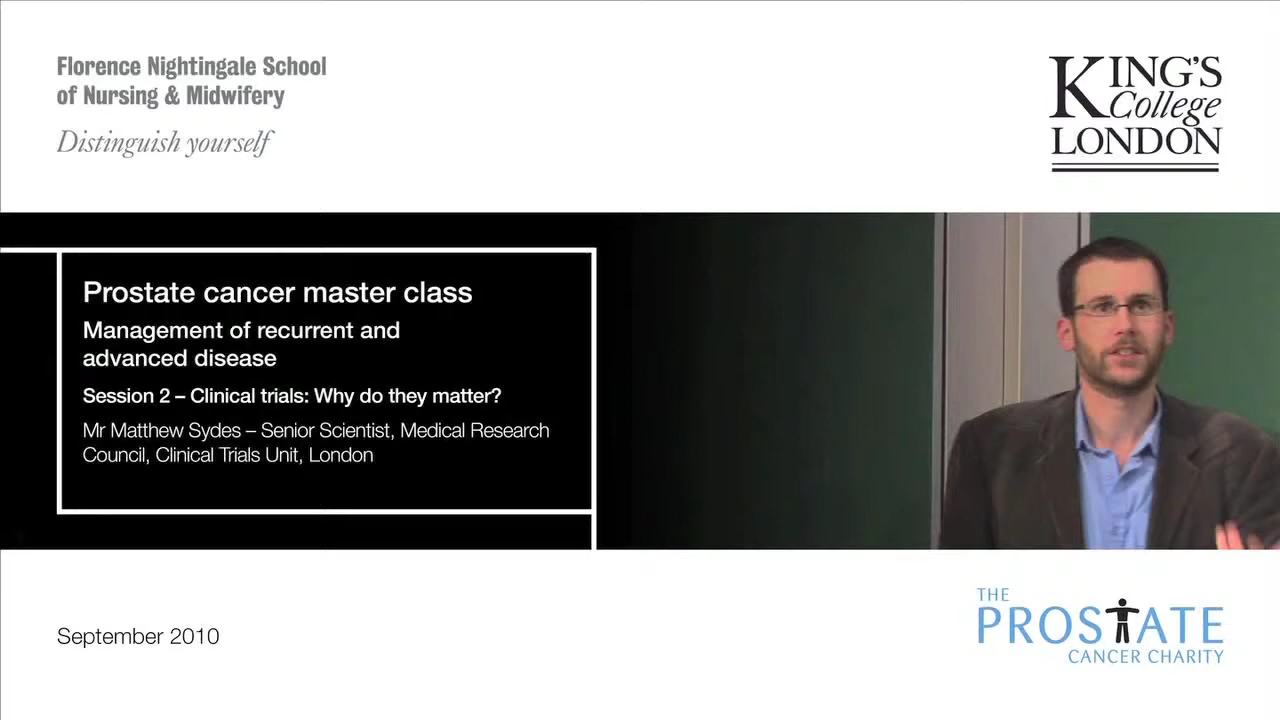 Florence Nightingale School
of Nursing & Midwifery
Distinguish yourself
KING'S
College
LONDON
Prostate cancer master class
Management of recurrent and
advanced disease
Session 2 – Clinical trials: Why do they matter?
Mr Matthew Sydes – Senior Scientist, Medical Research
Council, Clinical Trials Unit, London
September 2010
THE
PROSTATE
CANCER CHARITY